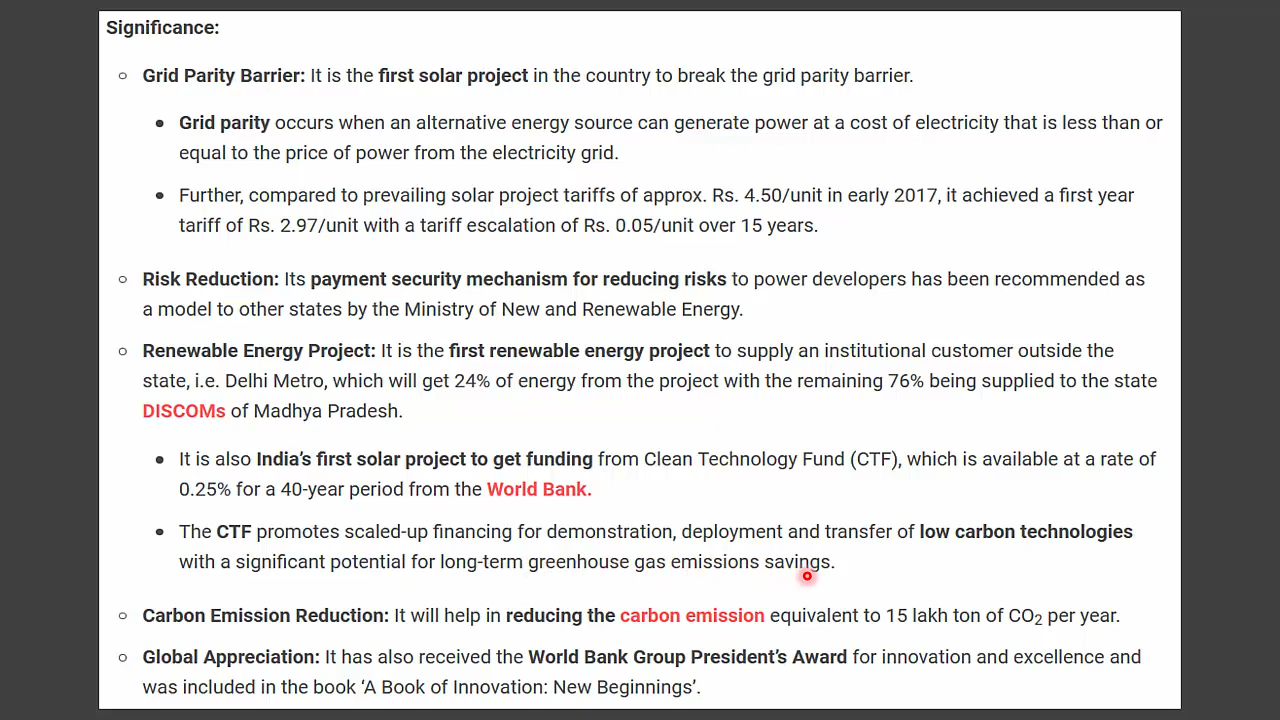 Significance:
Grid Parity Barrier: It is the first solar project in the country to break the grid parity barrier.
Grid parity occurs when an alternative energy source can generate power at a cost of electricity that is less than or
equal to the price of power from the electricity grid.
Further, compared to prevailing solar project tariffs of approx. Rs. 4.50/unit in early 2017, it achieved a first year
tariff of Rs. 2.97/unit with a tariff escalation of Rs. 0.05/unit over 15 years.
Risk Reduction: Its payment security mechanism for reducing risks to power developers has been recommended as
a model to other states by the Ministry of New and Renewable Energy.
Renewable Energy Project: It is the first renewable energy project to supply an institutional customer outside the
state, i.e. Delhi Metro, which will get 24% of energy from the project with the remaining 76% being supplied to the state
DISCOMs of Madhya Pradesh.
It is also India's first solar project to get funding from Clean Technology Fund (CTF), which is available at a rate of
0.25% for a 40-year period from the World Bank.
The CTF promotes scaled-up financing for demonstration, deployment and transfer of low carbon technologies
with a significant potential for long-term greenhouse gas emissions savings.
Carbon Emission Reduction: It will help in reducing the carbon emission equivalent to 15 lakh ton of CO₂ per year.
Global Appreciation: It has also received the World Bank Group President's Award for innovation and excellence and
was included in the book ‘A Book of Innovation: New Beginnings’.